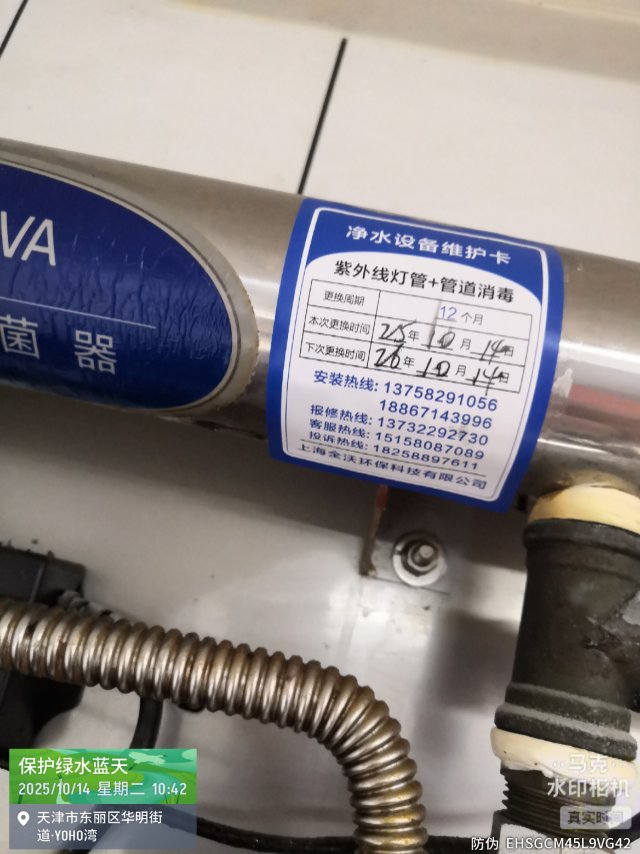 VA
菌器
净水设备维护卡
紫外线灯管+管道消毒
更换周期 12个月
本次更换时间 25年10月14日
下次更换时间 26年10月14日
安装热线: 13758291056
18867143996
报修热线: 13732292730
客服热线: 15158087089
投诉热线: 18258897611
上海全沃环保科技有限公司
保护绿水蓝天
2025/10/14 星期二 10:42
天津市东丽区华明街
道·YOHO湾
马克
水印相机
真实时间
防伪 EHSGCM45L9VG42